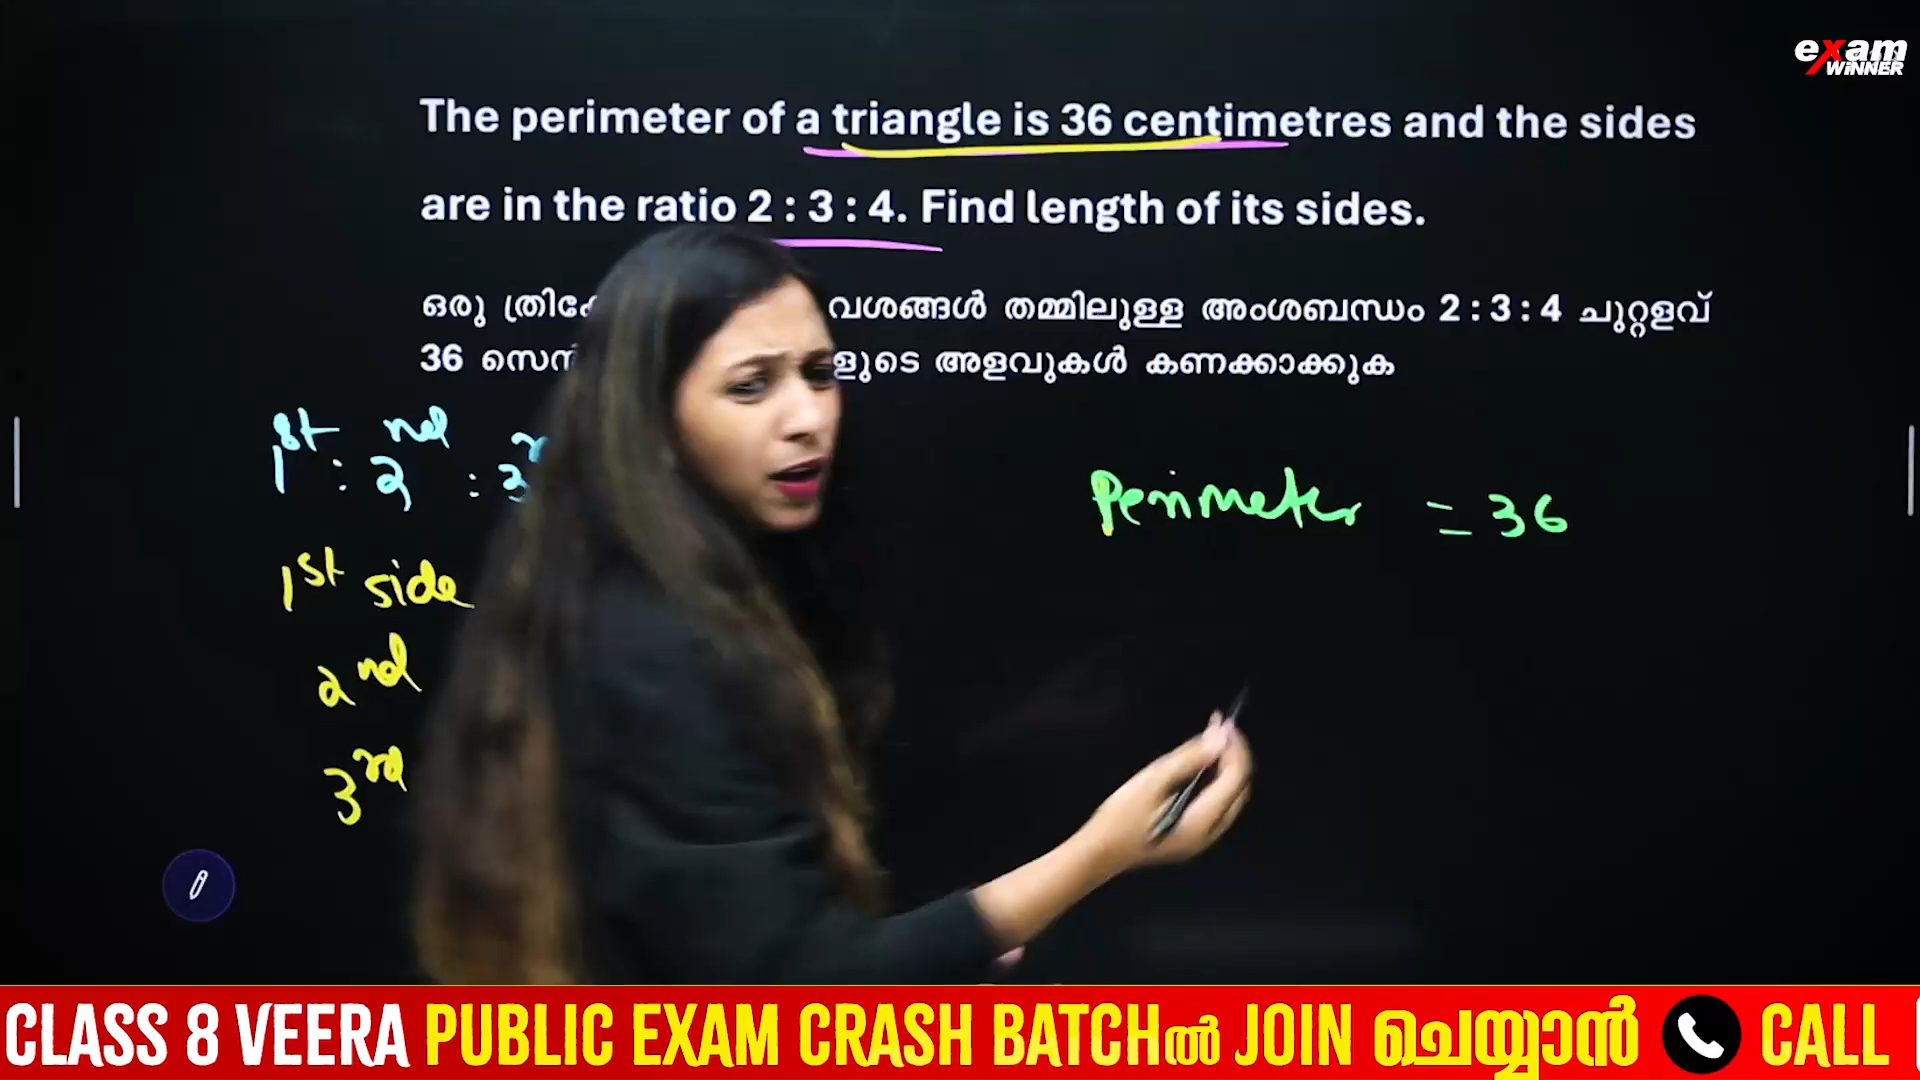 exam
WINNER
The perimeter of a triangle is 36 centimetres and the sides
are in the ratio 2 : 3 : 4. Find length of its sides.
ഒരു വശങ്ങൾ തമ്മിലുള്ള അംശബന്ധം 2 : 3 : 4 ചുറ്റളവ്
36 അളവുകൾ കണക്കാക്കുക
1st : 2nd :
Perimeter = 36
1st side
2nd
3rd
CLASS 8 VEERA PUBLIC EXAM CRASH BATCHൽ JOIN ചെയ്യാൻ CALL